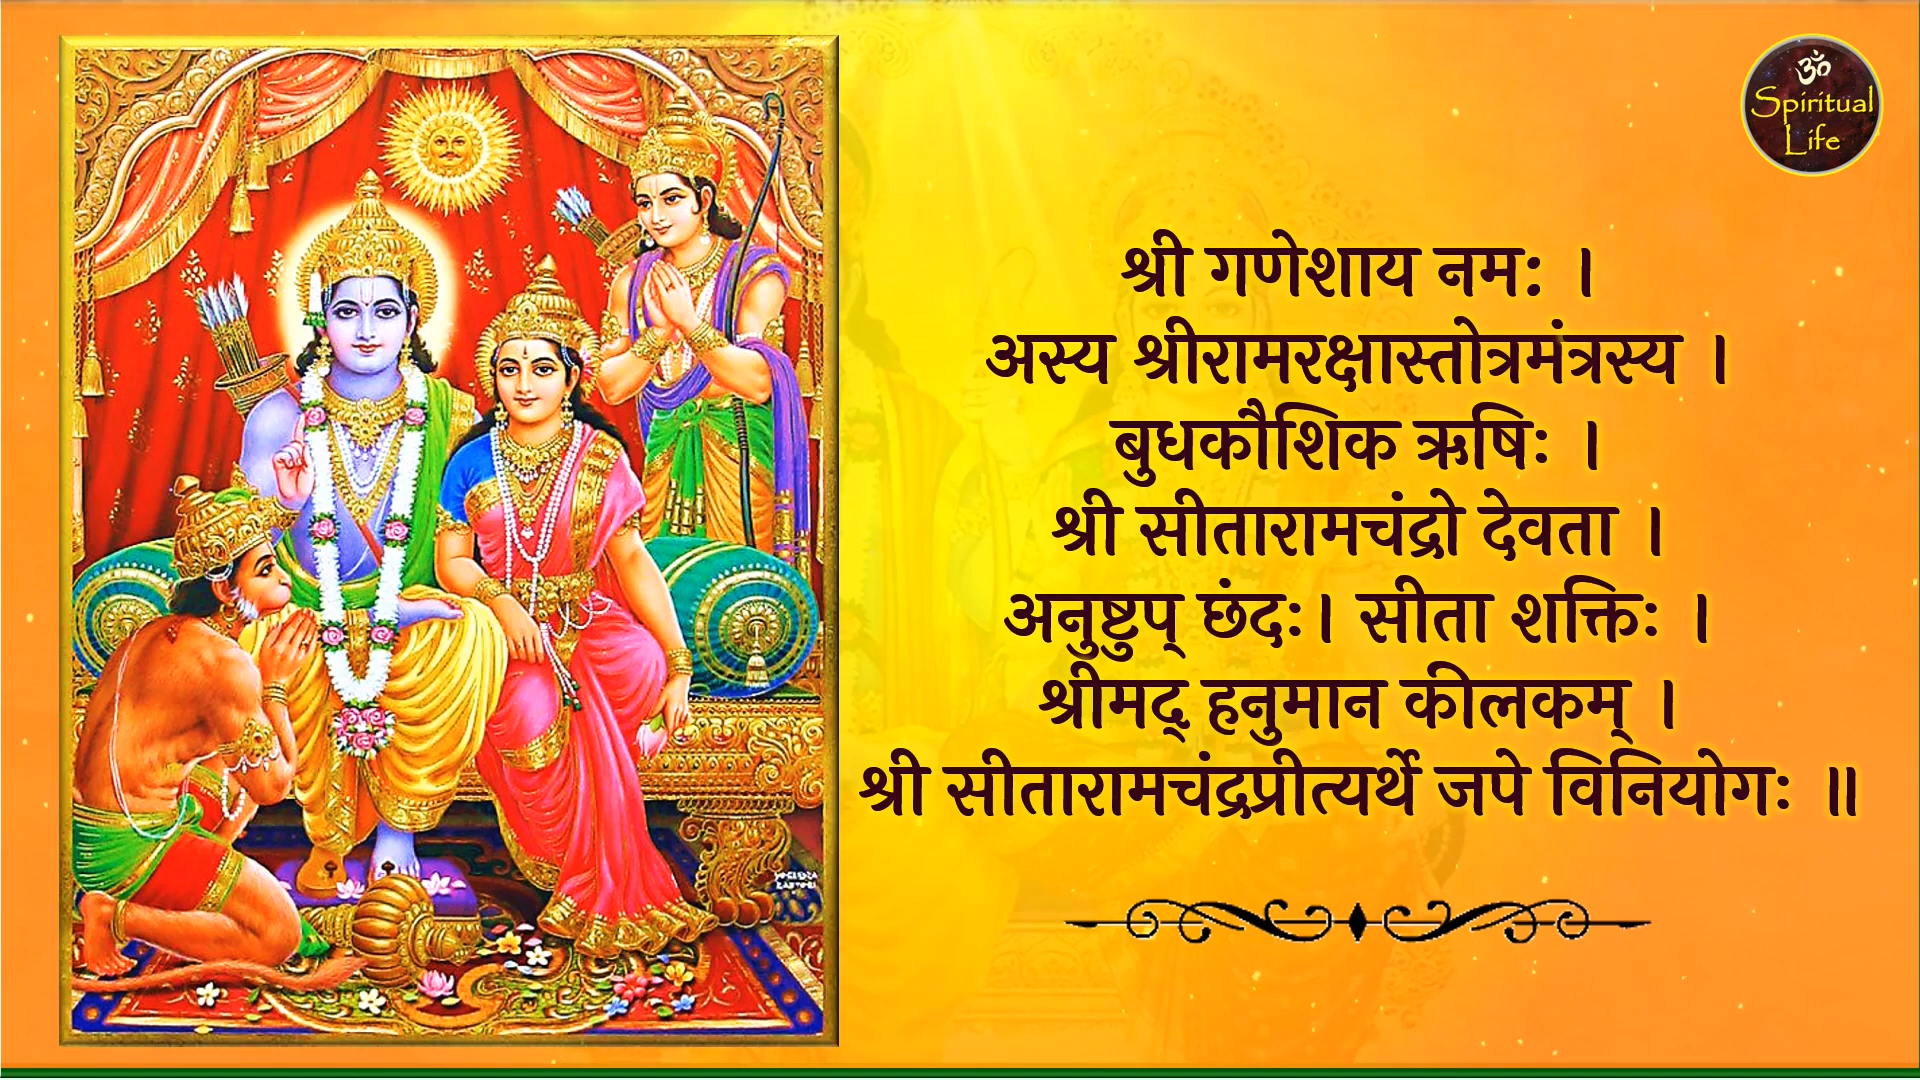 ॐ
Spiritual
Life
श्री गणेशाय नमः ।
अस्य श्रीरामरक्षास्तोत्रमंत्रस्य ।
बुधकौशिक ऋषिः ।
श्री सीतारामचंद्रो देवता ।
अनुष्टुप् छंदः। सीता शक्तिः ।
श्रीमद् हनुमान कीलकम् ।
श्री सीतारामचंद्रप्रीत्यर्थे जपे विनियोगः ॥